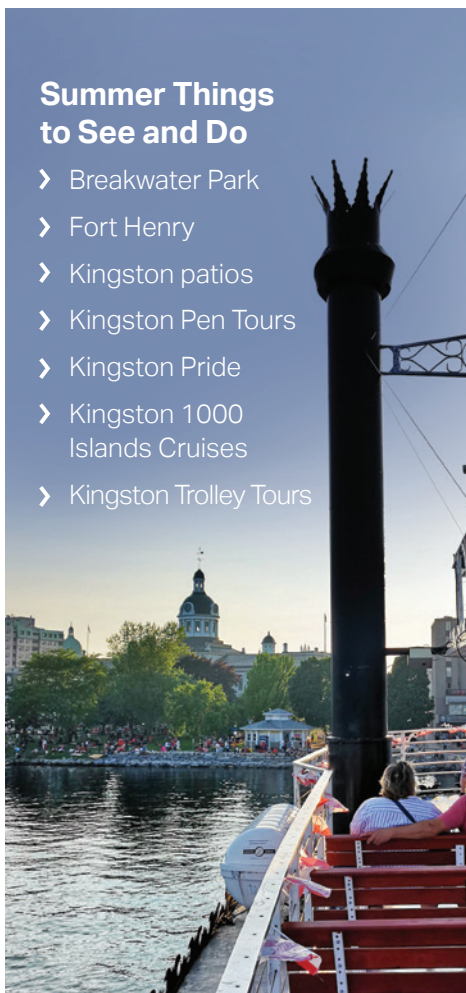 Summer Things
to See and Do
Breakwater Park
Fort Henry
Kingston patios
Kingston Pen Tours
Kingston Pride
Kingston 1000
Islands Cruises
Kingston Trolley Tours